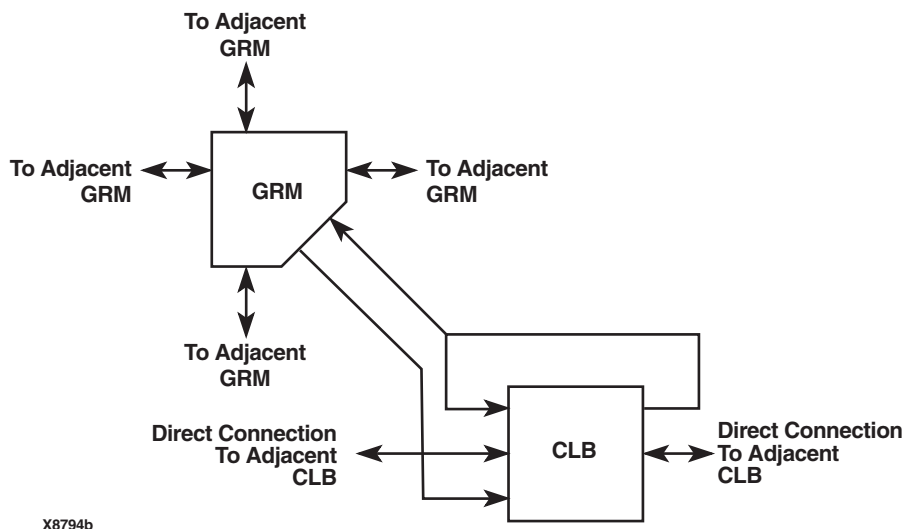 To Adjacent
GRM
To Adjacent
GRM
GRM
To Adjacent
GRM
To Adjacent
GRM
Direct Connection
To Adjacent
CLB
CLB
Direct Connection
To Adjacent
CLB
X8794b